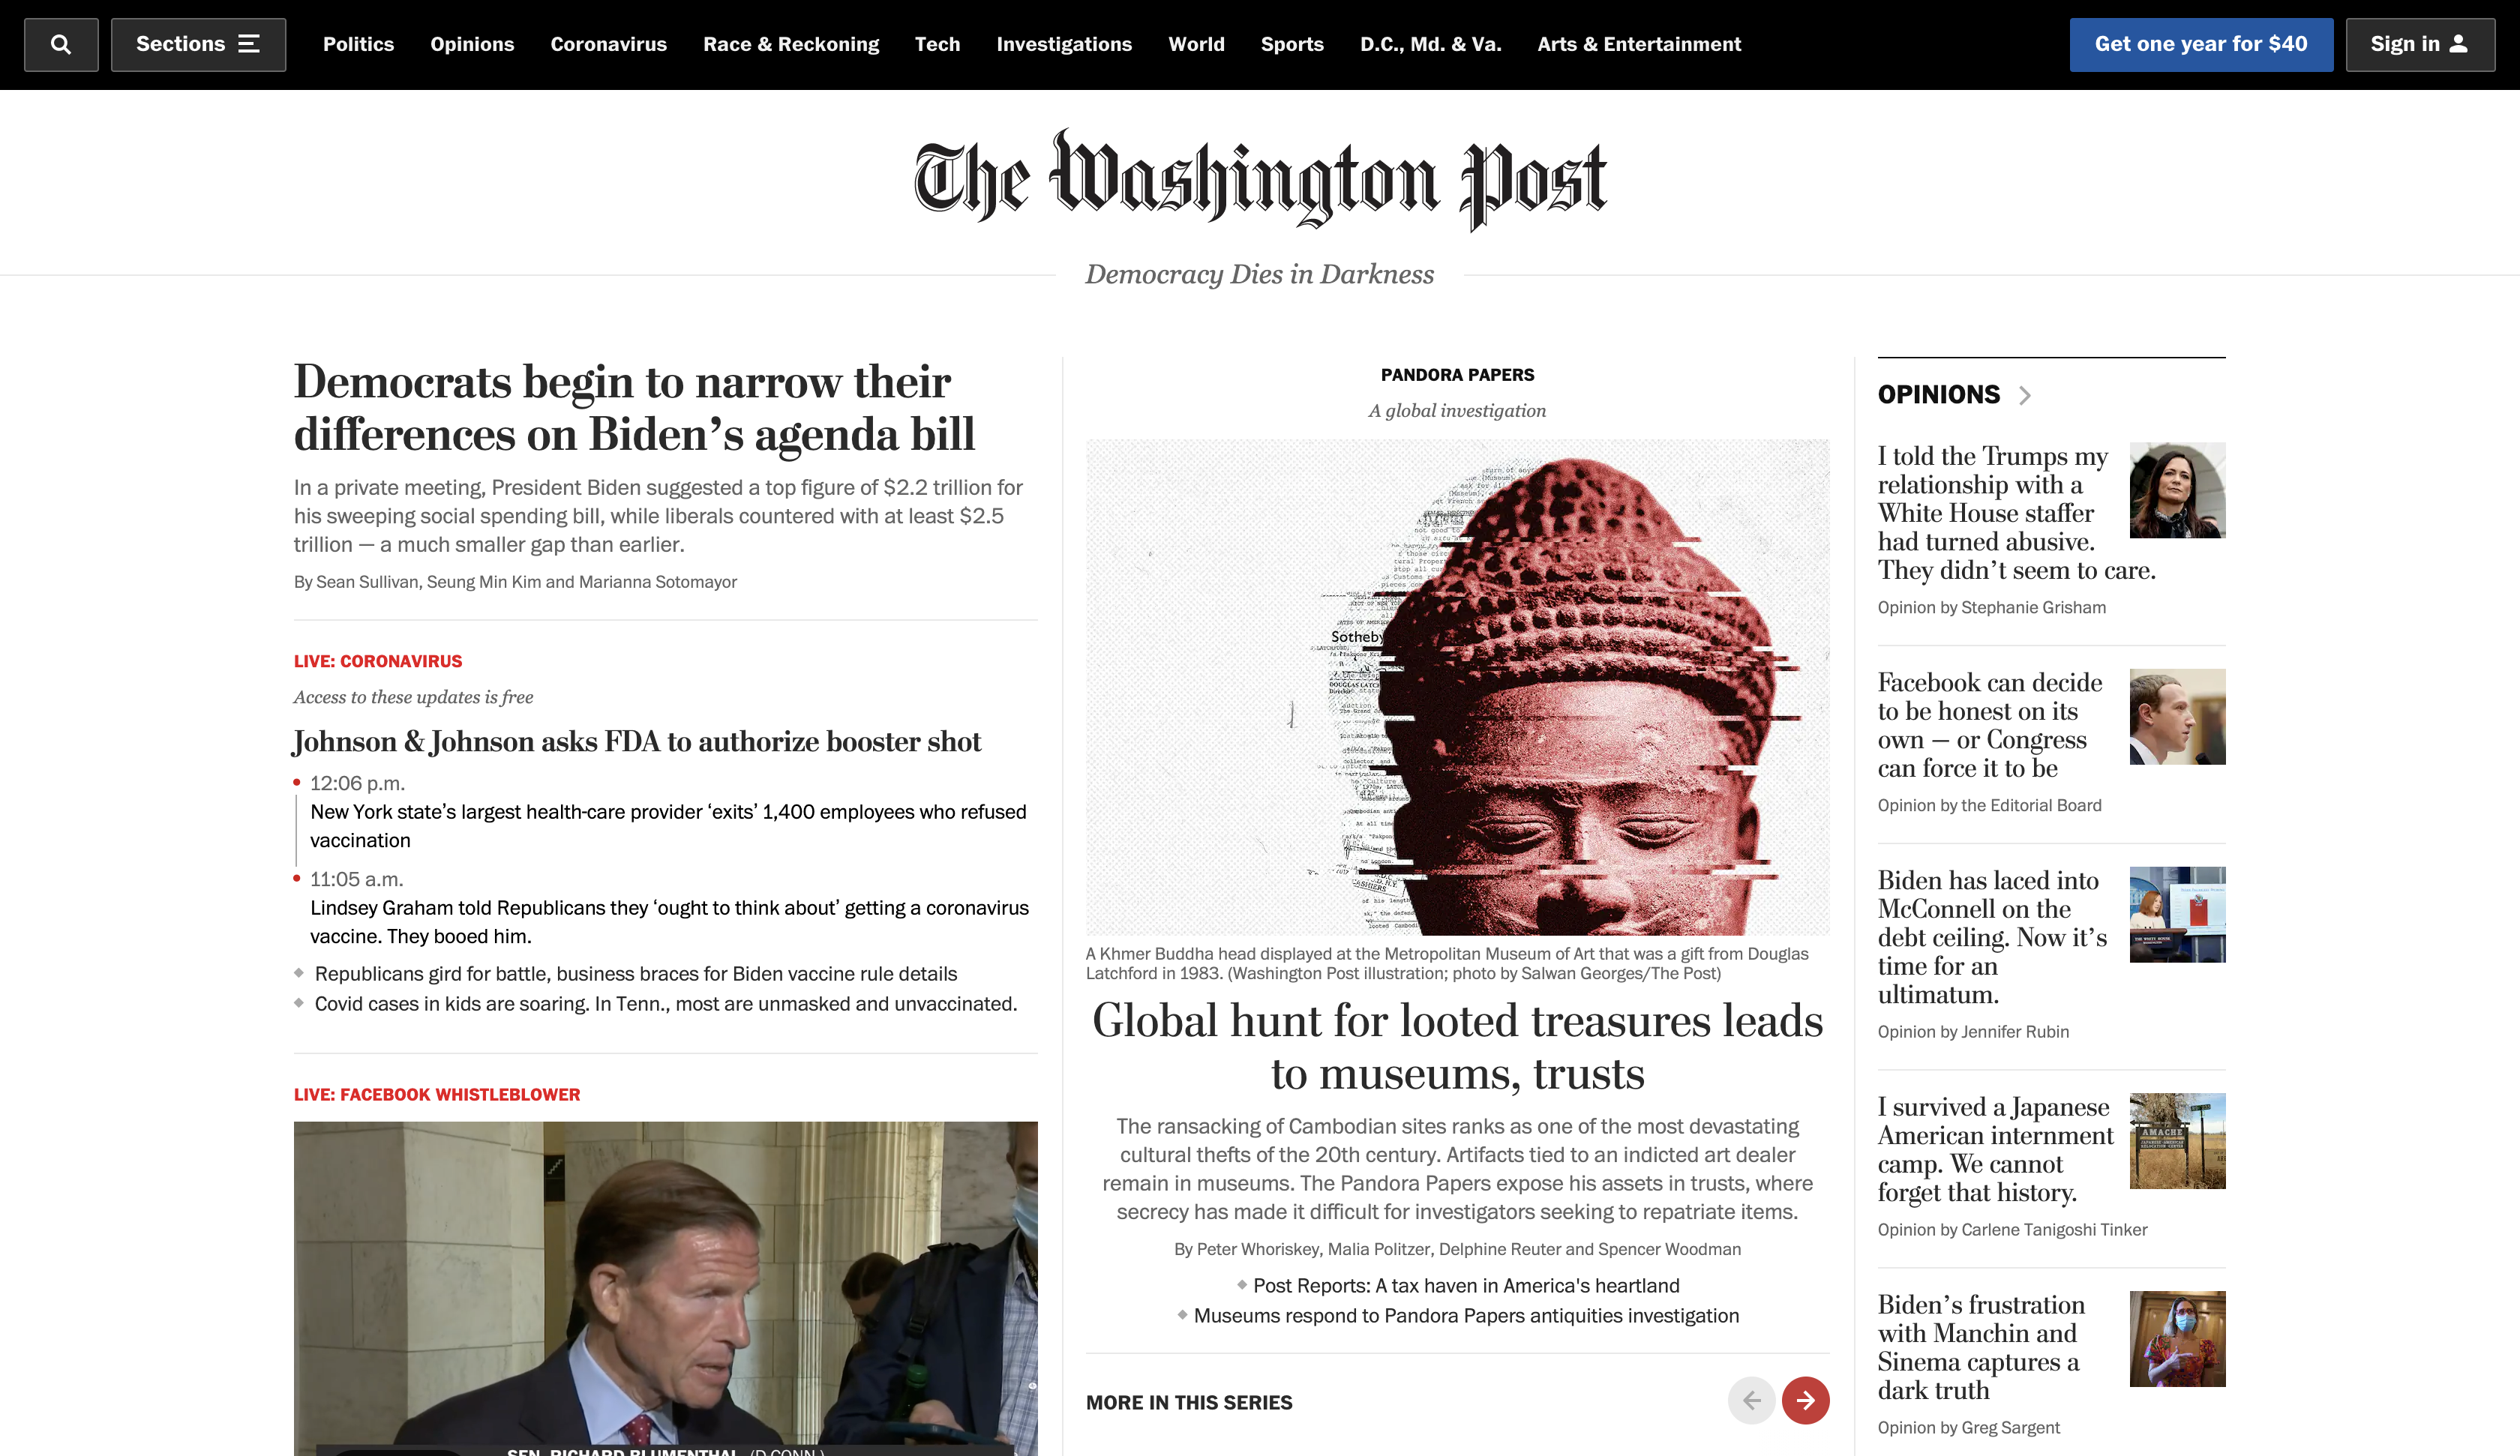 Sections
Politics
Opinions
Coronavirus
Race & Reckoning
Tech
Investigations
World
Sports
D.C., Md. & Va.
Arts & Entertainment
Get one year for $40
Sign in
The Washington Post
Democracy Dies in Darkness
Democrats begin to narrow their
differences on Biden’s agenda bill
In a private meeting, President Biden suggested a top figure of $2.2 trillion for
his sweeping social spending bill, while liberals countered with at least $2.5
trillion — a much smaller gap than earlier.
By Sean Sullivan, Seung Min Kim and Marianna Sotomayor
LIVE: CORONAVIRUS
Access to these updates is free
Johnson & Johnson asks FDA to authorize booster shot
12:06 p.m.
New York state’s largest health-care provider ‘exits’ 1,400 employees who refused
vaccination
11:05 a.m.
Lindsey Graham told Republicans they ‘ought to think about’ getting a coronavirus
vaccine. They booed him.
Republicans gird for battle, business braces for Biden vaccine rule details
Covid cases in kids are soaring. In Tenn., most are unmasked and unvaccinated.
LIVE: FACEBOOK WHISTLEBLOWER
SEN. RICHARD BLUMENTHAL (D-CONN.)
PANDORA PAPERS
A global investigation
Sotheby
DOUGLAS LATCH
A Khmer Buddha head displayed at the Metropolitan Museum of Art that was a gift from Douglas
Latchford in 1983. (Washington Post illustration; photo by Salwan Georges/The Post)
Global hunt for looted treasures leads
to museums, trusts
The ransacking of Cambodian sites ranks as one of the most devastating
cultural thefts of the 20th century. Artifacts tied to an indicted art dealer
remain in museums. The Pandora Papers expose his assets in trusts, where
secrecy has made it difficult for investigators seeking to repatriate items.
By Peter Whoriskey, Malia Politzer, Delphine Reuter and Spencer Woodman
Post Reports: A tax haven in America's heartland
Museums respond to Pandora Papers antiquities investigation
MORE IN THIS SERIES
OPINIONS
I told the Trumps my
relationship with a
White House staffer
had turned abusive.
They didn’t seem to care.
Opinion by Stephanie Grisham
Facebook can decide
to be honest on its
own — or Congress
can force it to be
Opinion by the Editorial Board
Biden has laced into
McConnell on the
debt ceiling. Now it’s
time for an
ultimatum.
Opinion by Jennifer Rubin
I survived a Japanese
American internment
camp. We cannot
forget that history.
AMACHE
Opinion by Carlene Tanigoshi Tinker
Biden’s frustration
with Manchin and
Sinema captures a
dark truth
Opinion by Greg Sargent